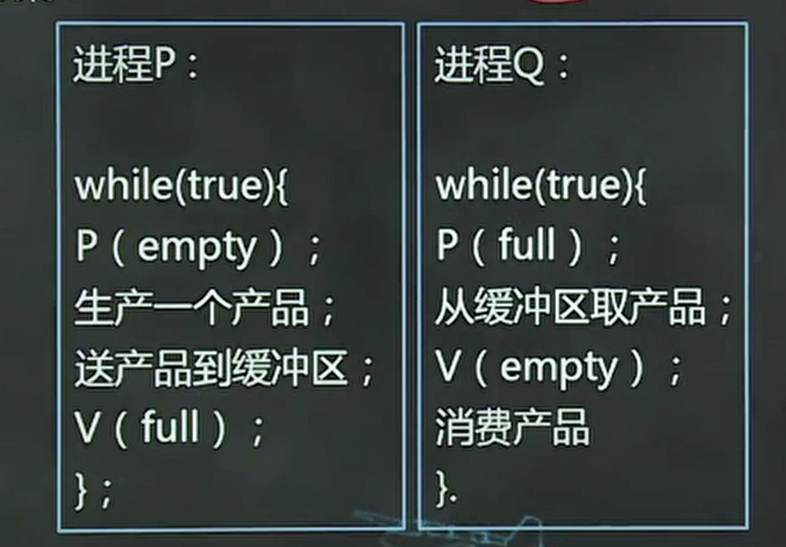 进程P：
while(true){
P（empty）；
生产一个产品；
送产品到缓冲区；
V（full）；
}；
进程Q：
while(true){
P（full）；
从缓冲区取产品；
V（empty）；
消费产品
}.